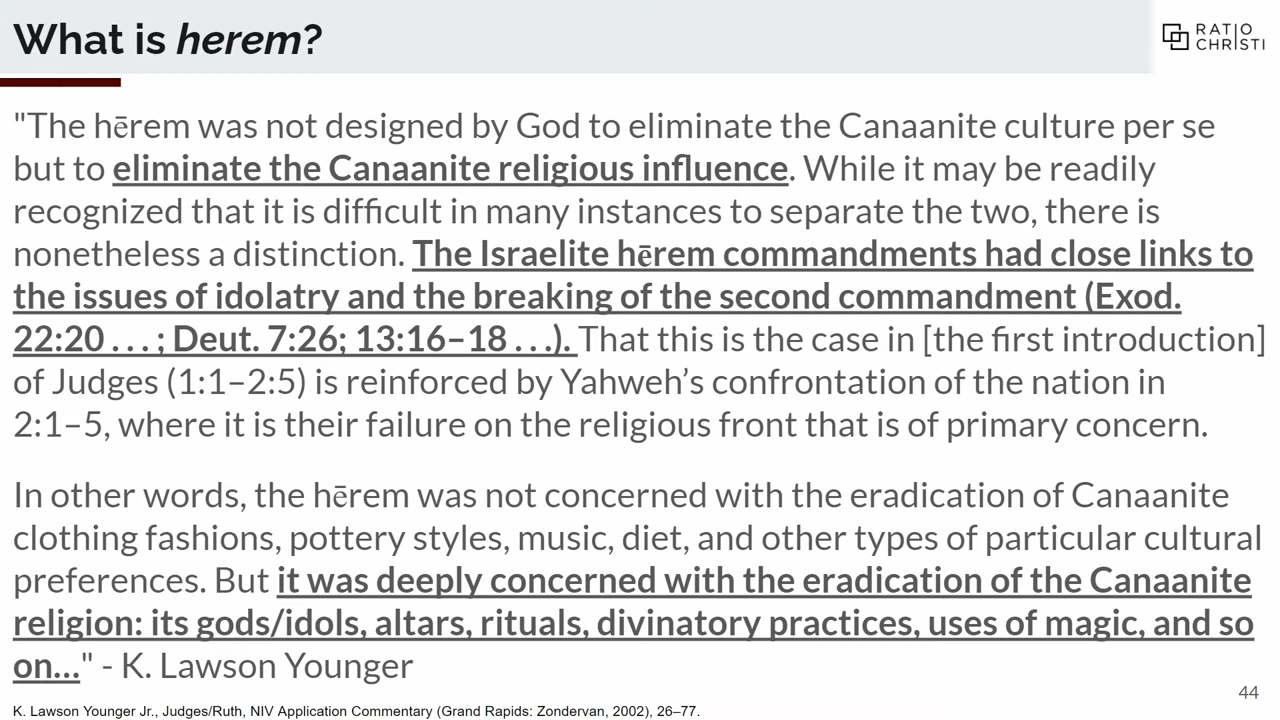 What is herem?
RATIO
CHRISTI
"The hērem was not designed by God to eliminate the Canaanite culture per se
but to eliminate the Canaanite religious influence. While it may be readily
recognized that it is difficult in many instances to separate the two, there is
nonetheless a distinction. The Israelite hērem commandments had close links to
the issues of idolatry and the breaking of the second commandment (Exod.
22:20 . . . ; Deut. 7:26; 13:16–18 . . .). That this is the case in [the first introduction]
of Judges (1:1–2:5) is reinforced by Yahweh’s confrontation of the nation in
2:1–5, where it is their failure on the religious front that is of primary concern.
In other words, the hērem was not concerned with the eradication of Canaanite
clothing fashions, pottery styles, music, diet, and other types of particular cultural
preferences. But it was deeply concerned with the eradication of the Canaanite
religion: its gods/idols, altars, rituals, divinatory practices, uses of magic, and so
on…" - K. Lawson Younger
44
K. Lawson Younger Jr., Judges/Ruth, NIV Application Commentary (Grand Rapids: Zondervan, 2002), 26–77.